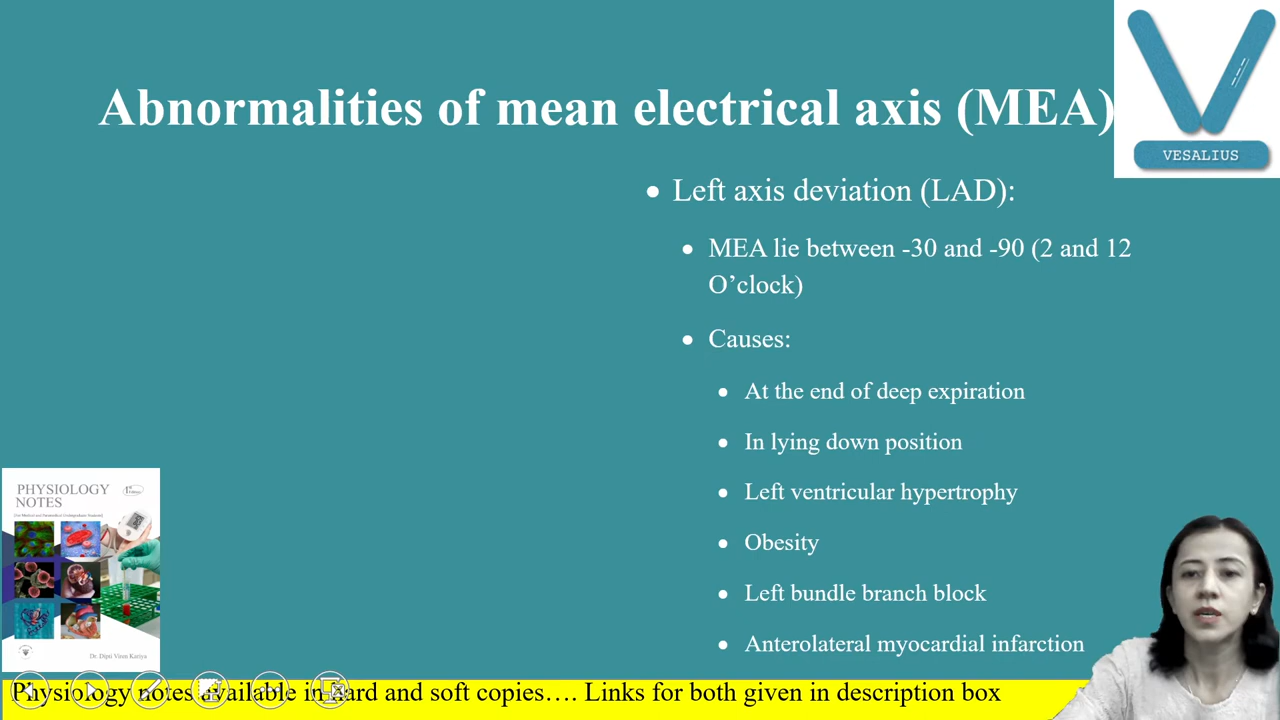 Abnormalities of mean electrical axis (MEA)
VESALIUS
Left axis deviation (LAD):
MEA lie between -30 and -90 (2 and 12
O’clock)
Causes:
At the end of deep expiration
In lying down position
Left ventricular hypertrophy
Obesity
Left bundle branch block
Anterolateral myocardial infarction
PHYSIOLOGY
NOTES
1st
Dr. Dipti Viren Kariya
Physiology notes available in hard and soft copies…. Links for both given in description box